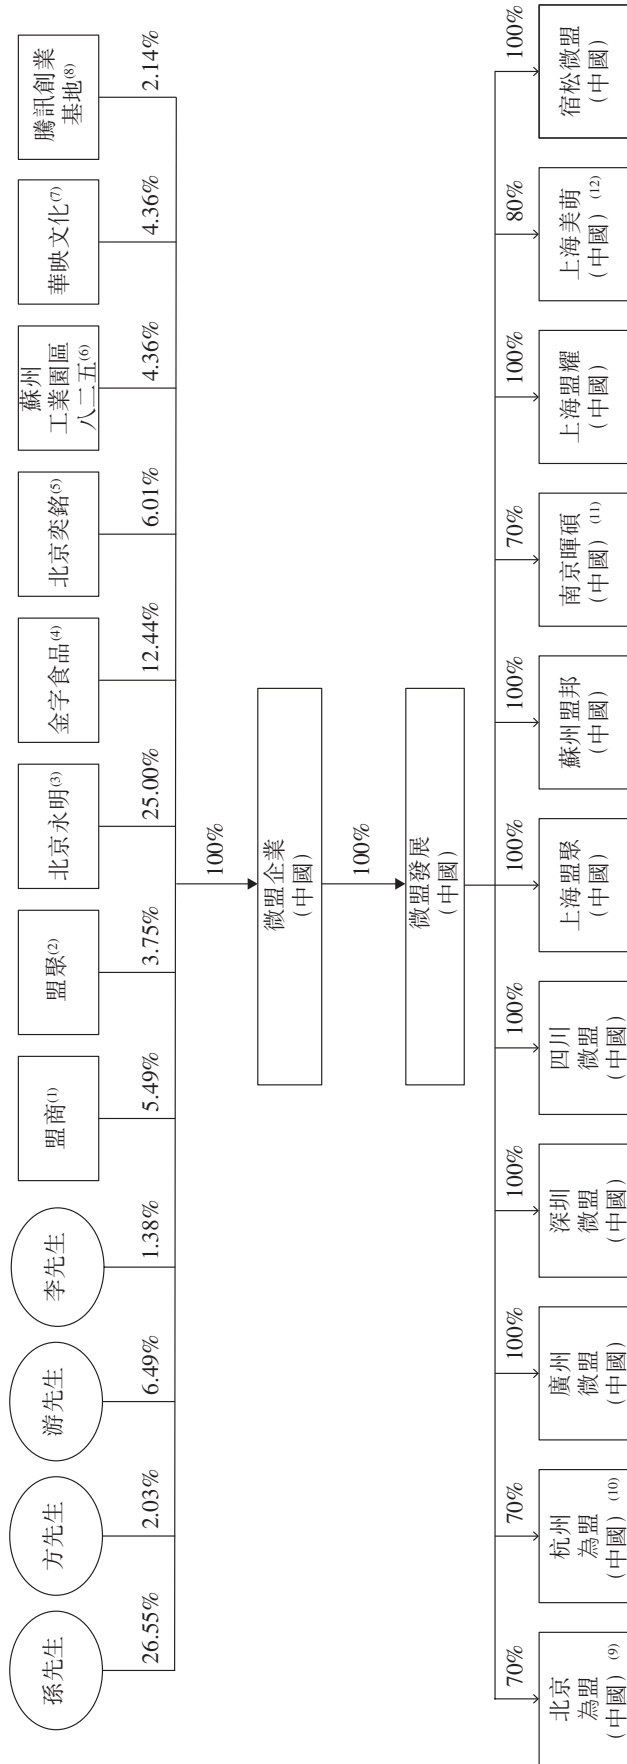 孫先生
方先生
游先生
李先生
盟商(1)
盟聚(2)
北京永明(3)
金字食品(4)
北京奕銘(5)
蘇州
工業園區
八二五(6)
華映文化(7)
騰訊創業
基地(8)
26.55%
2.03%
6.49%
1.38%
5.49%
3.75%
25.00%
12.44%
6.01%
4.36%
4.36%
2.14%
100%
微盟企業
(中國)
100%
微盟發展
(中國)
70%
70%
100%
100%
100%
100%
100%
70%
100%
80%
100%
北京
為盟
(中國) (9)
杭州
為盟
(中國) (10)
廣州
微盟
(中國)
深圳
微盟
(中國)
四川
微盟
(中國)
上海盟聚
(中國)
蘇州盟邦
(中國)
南京暉碩
(中國) (11)
上海盟耀
(中國)
上海美萌
(中國) (12)
宿松微盟
(中國)